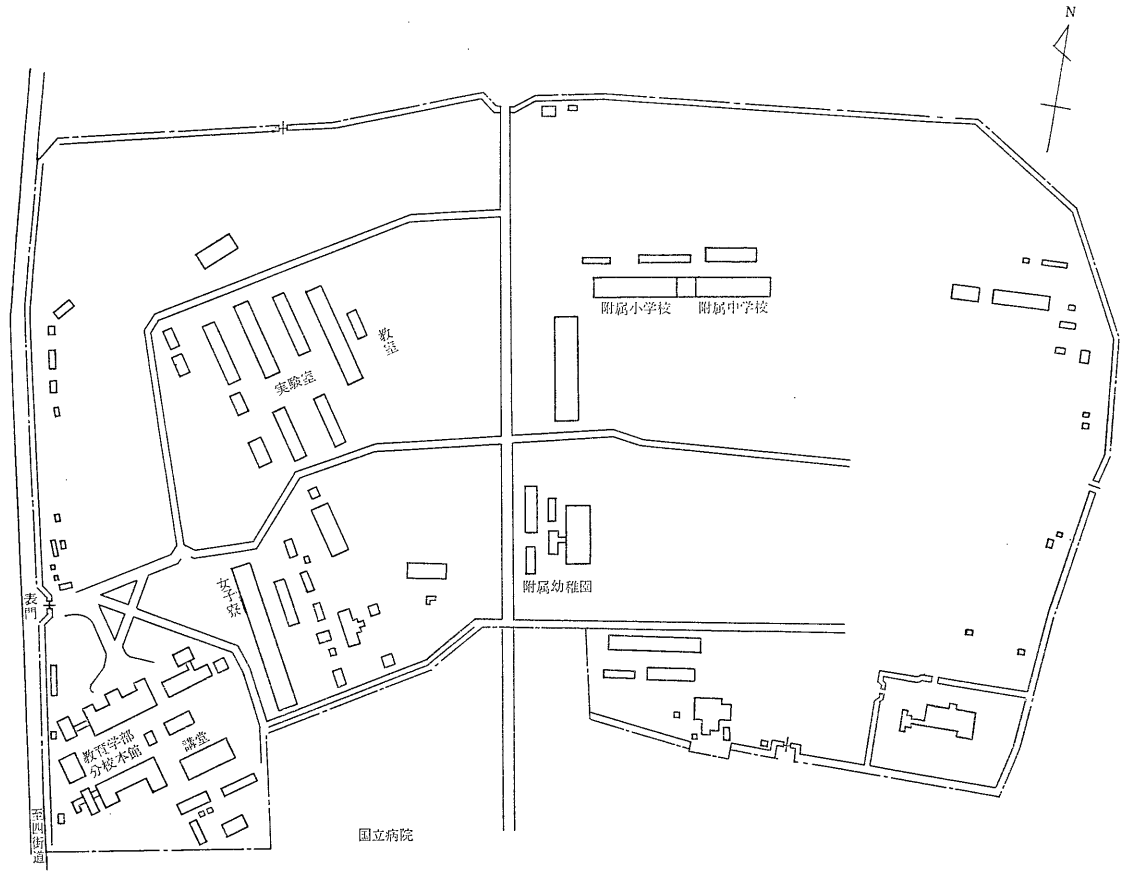 N
附属小学校
附属中学校
教室
実験室
附属幼稚園
女子寮
表門
教育学部
分校本館
講堂
国立病院
至四街道